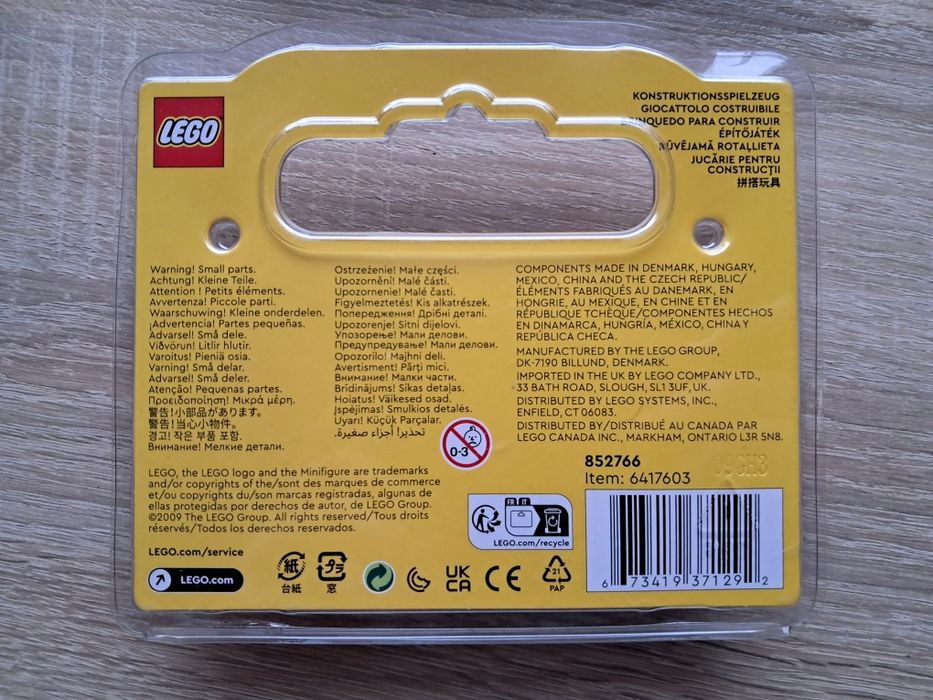 LEGO
KONSTRUKTIONSSPIELZEUG
GIOCATTOLO COSTRUIBILE
BRINQUEDO PARA CONSTRUIR
ÉPÍTŐJÁTÉK
BŪVĒJAMĀ ROTAĻLIETA
JUCĂRIE PENTRU
CONSTRUCȚII
拼搭玩具
Warning! Small parts.
Achtung! Kleine Teile.
Attention ! Petits éléments.
Avvertenza! Piccole parti.
Waarschuwing! Kleine onderdelen.
¡Advertencia! Partes pequeñas.
Advarsel! Små dele.
Viðvörun! Litlir hlutir.
Varoitus! Pieniä osia.
Varning! Små delar.
Advarsel! Små deler.
Atenção! Pequenas partes.
Προειδοποίηση! Μικρά μέρη.
警告!小部品があります。
警告!当心小物件。
경고! 작은 부품 포함.
Внимание! Мелкие детали.
Ostrzeżenie! Małe części.
Upozornění! Malé části.
Upozornenie! Malé časti.
Figyelmeztetés! Kis alkatrészek.
Попередження! Дрібні деталі.
Upozorenje! Sitni dijelovi.
Упозорење! Мали делови.
Предупредување! Мали делови.
Opozorilo! Majhni deli.
Avertisment! Părți mici.
Внимание! Малки части.
Brīdinājums! Sīkas detaļas.
Hoiatus! Väikesed osad.
Įspėjimas! Smulkios detalės.
Uyarı! Küçük Parçalar.
تحذير! أجزاء صغيرة.
0-3
COMPONENTS MADE IN DENMARK, HUNGARY,
MEXICO, CHINA AND THE CZECH REPUBLIC/
ÉLÉMENTS FABRIQUÉS AU DANEMARK, EN
HONGRIE, AU MEXIQUE, EN CHINE ET EN
RÉPUBLIQUE TCHÈQUE/COMPONENTES HECHOS
EN DINAMARCA, HUNGRÍA, MÉXICO, CHINA Y
REPÚBLICA CHECA.
MANUFACTURED BY THE LEGO GROUP,
DK-7190 BILLUND, DENMARK.
IMPORTED IN THE UK BY LEGO COMPANY LTD.,
33 BATH ROAD, SLOUGH, SL1 3UF, UK.
DISTRIBUTED BY LEGO SYSTEMS, INC.,
ENFIELD, CT 06083.
DISTRIBUTED BY/DISTRIBUÉ AU CANADA PAR
LEGO CANADA INC., MARKHAM, ONTARIO L3R 5N8.
852766
09GH3
Item: 6417603
LEGO, the LEGO logo and the Minifigure are trademarks
and/or copyrights of the/sont des marques de commerce
et/ou copyrights du/son marcas registradas, algunas de
ellas protegidas por derechos de autor, de LEGO Group.
©2009 The LEGO Group. All rights reserved/Tous droits
réservés/Todos los derechos reservados.
LEGO.com/service
LEGO.com
紙
台紙
プラ
窓
UK
CA
CE
21
PAP
FR IT
LEGO.com/recycle
6 73419 37129 2